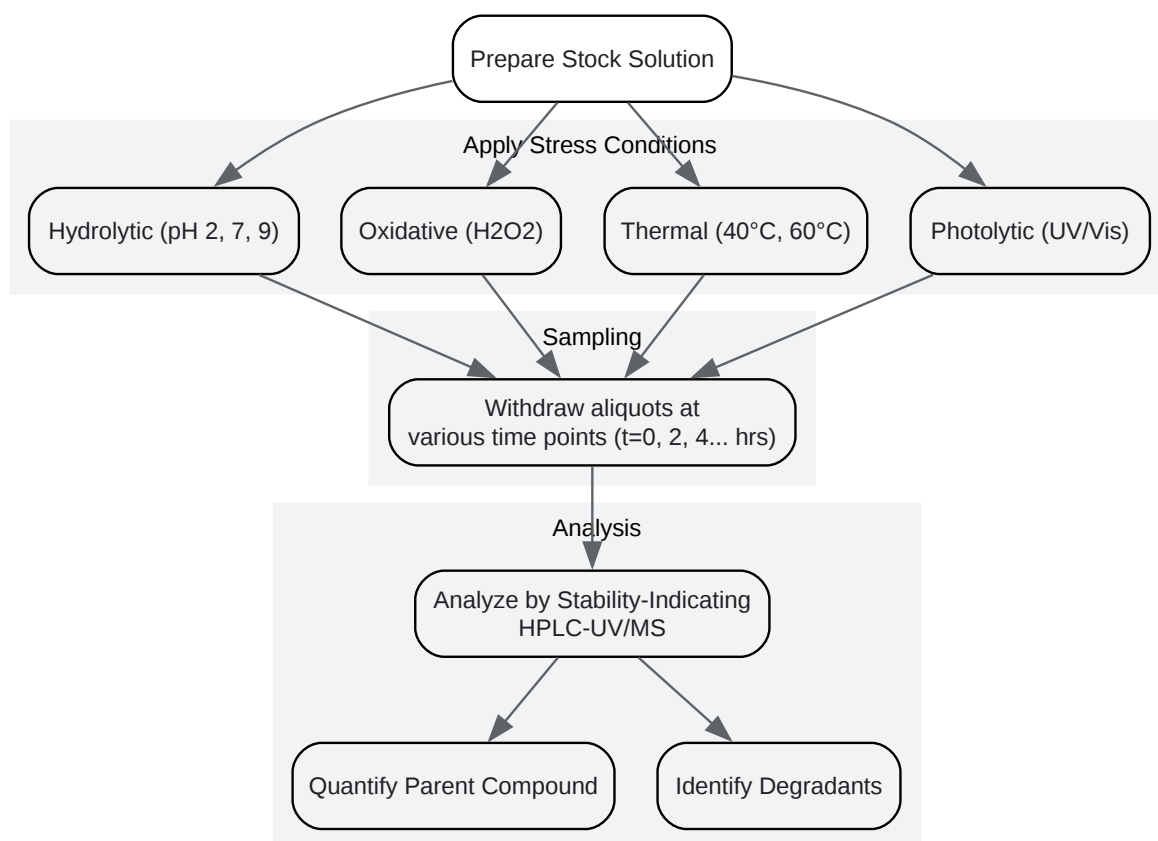 Prepare Stock Solution
Apply Stress Conditions
Hydrolytic (pH 2, 7, 9)
Oxidative (H2O2)
Thermal (40°C, 60°C)
Photolytic (UV/Vis)
Sampling
Withdraw aliquots at
various time points (t=0, 2, 4... hrs)
Analysis
Analyze by Stability-Indicating
HPLC-UV/MS
Quantify Parent Compound
Identify Degradants